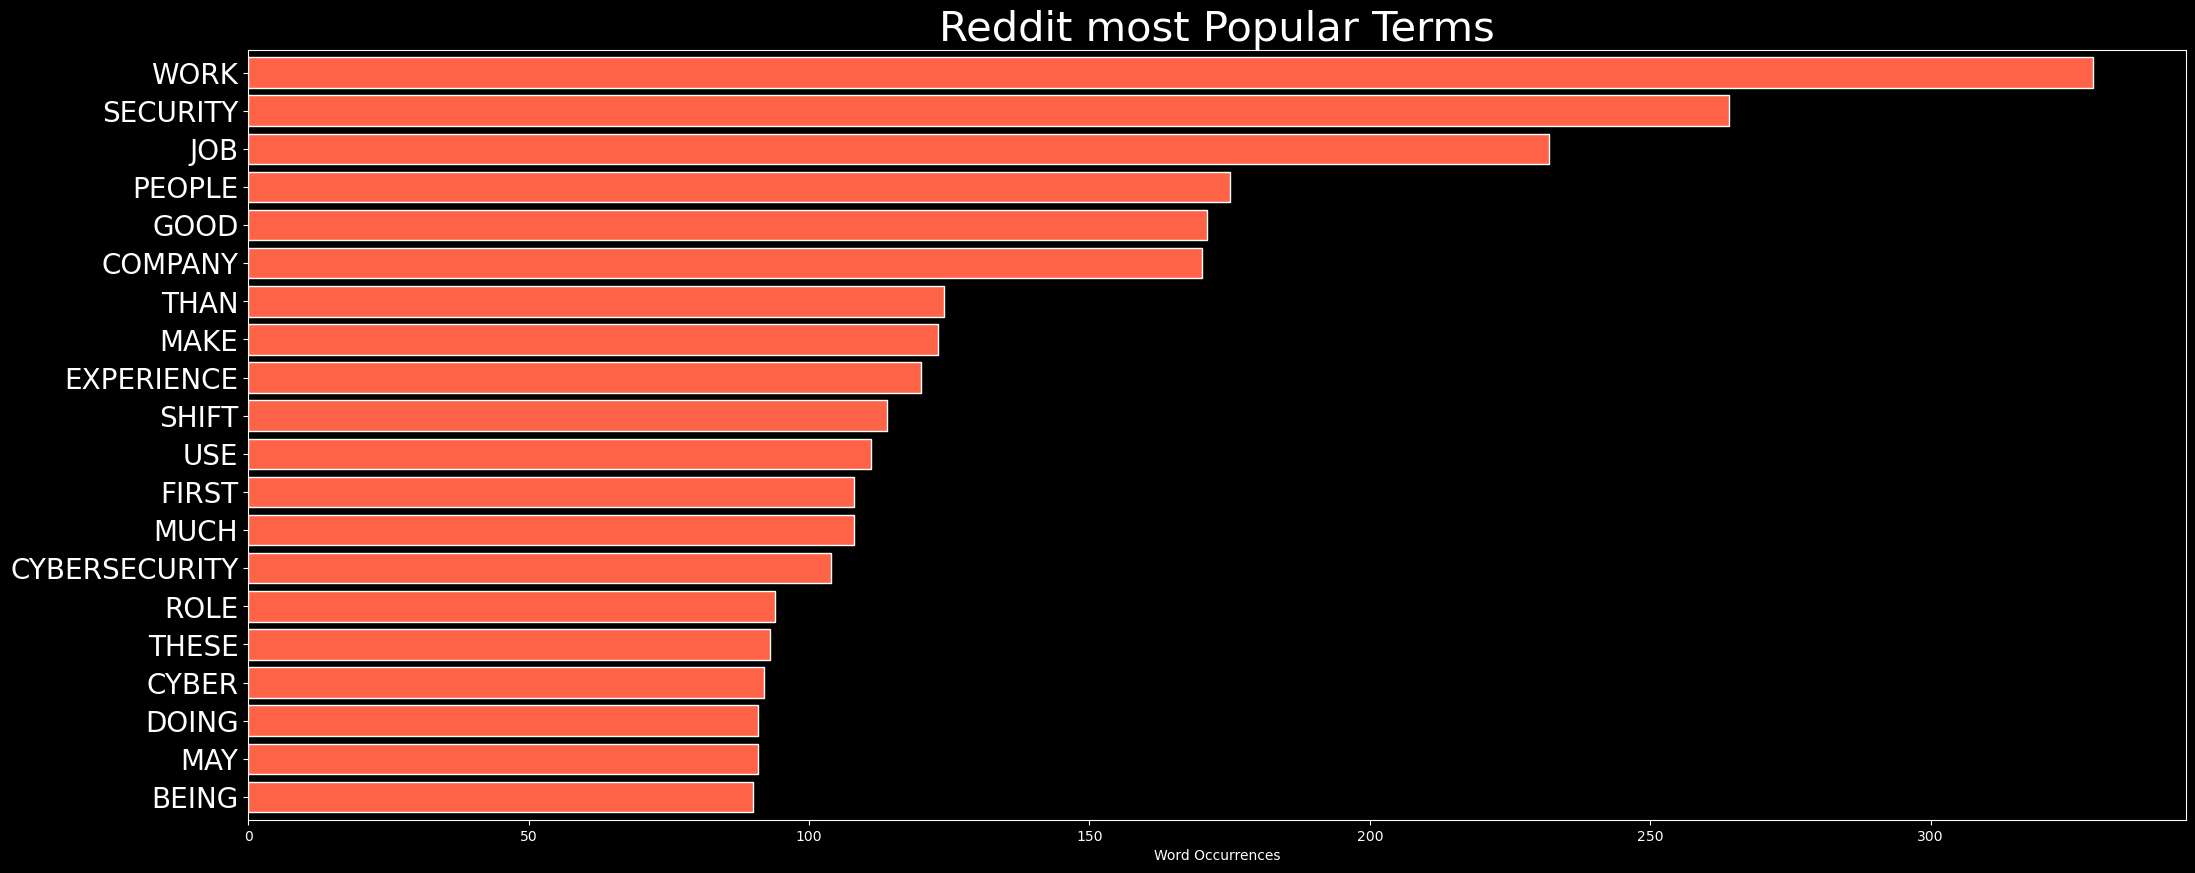 Reddit most Popular Terms
WORK
SECURITY
JOB
PEOPLE
GOOD
COMPANY
THAN
MAKE
EXPERIENCE
SHIFT
USE
FIRST
MUCH
CYBERSECURITY
ROLE
THESE
CYBER
DOING
MAY
BEING
0 50 100 150 200 250 300
Word Occurrences